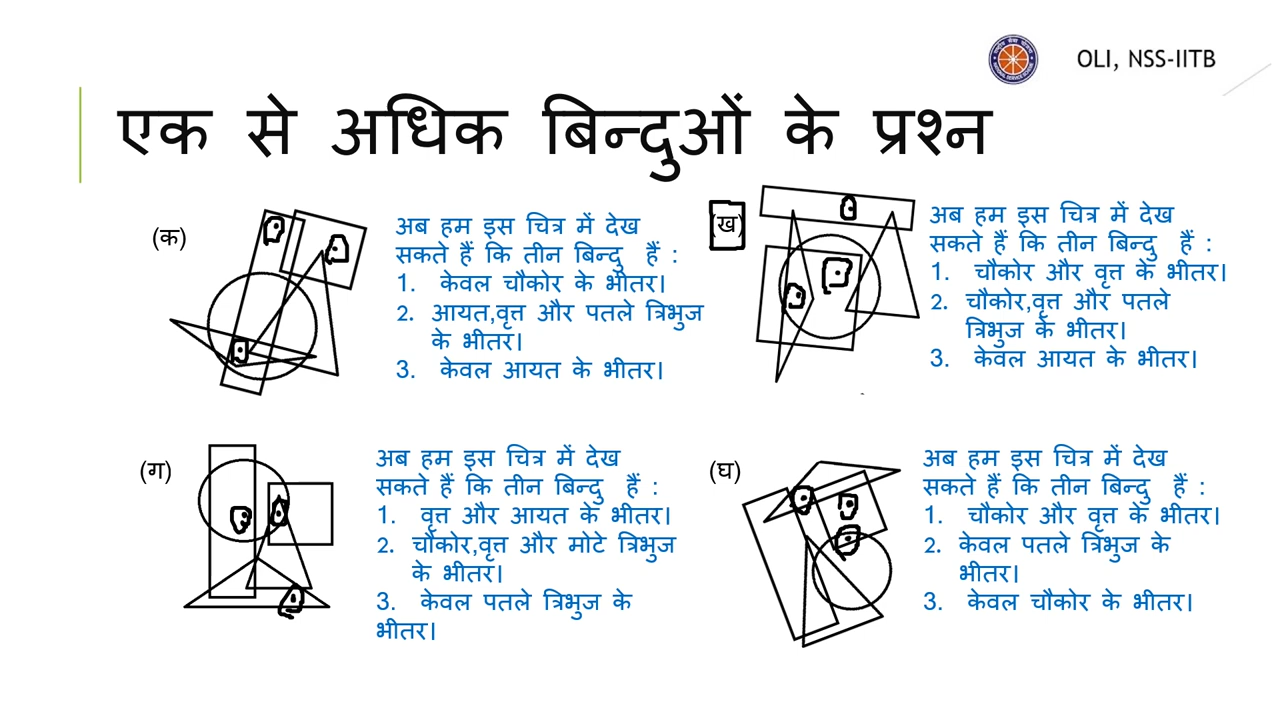 OLI, NSS-IITB
एक से अधिक बिन्दुओं के प्रश्न
(क)
अब हम इस चित्र में देख
सकते हैं कि तीन बिन्दु हैं :
1. केवल चौकोर के भीतर।
2. आयत,वृत्त और पतले त्रिभुज
के भीतर।
3. केवल आयत के भीतर।
(ख)
अब हम इस चित्र में देख
सकते हैं कि तीन बिन्दु हैं :
1. चौकोर और वृत्त के भीतर।
2. चौकोर,वृत्त और पतले
त्रिभुज के भीतर।
3. केवल आयत के भीतर।
(ग)
अब हम इस चित्र में देख
सकते हैं कि तीन बिन्दु हैं :
1. वृत्त और आयत के भीतर।
2. चौकोर,वृत्त और मोटे त्रिभुज
के भीतर।
3. केवल पतले त्रिभुज के
भीतर।
(घ)
अब हम इस चित्र में देख
सकते हैं कि तीन बिन्दु हैं :
1. चौकोर और वृत्त के भीतर।
2. केवल पतले त्रिभुज के
भीतर।
3. केवल चौकोर के भीतर।